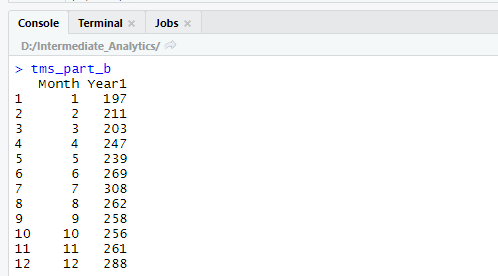 Console Terminal × Jobs ×
D:/Intermediate_Analytics/
> tms_part_b
Month Year1
1 1 197
2 2 211
3 3 203
4 4 247
5 5 239
6 6 269
7 7 308
8 8 262
9 9 258
10 10 256
11 11 261
12 12 288